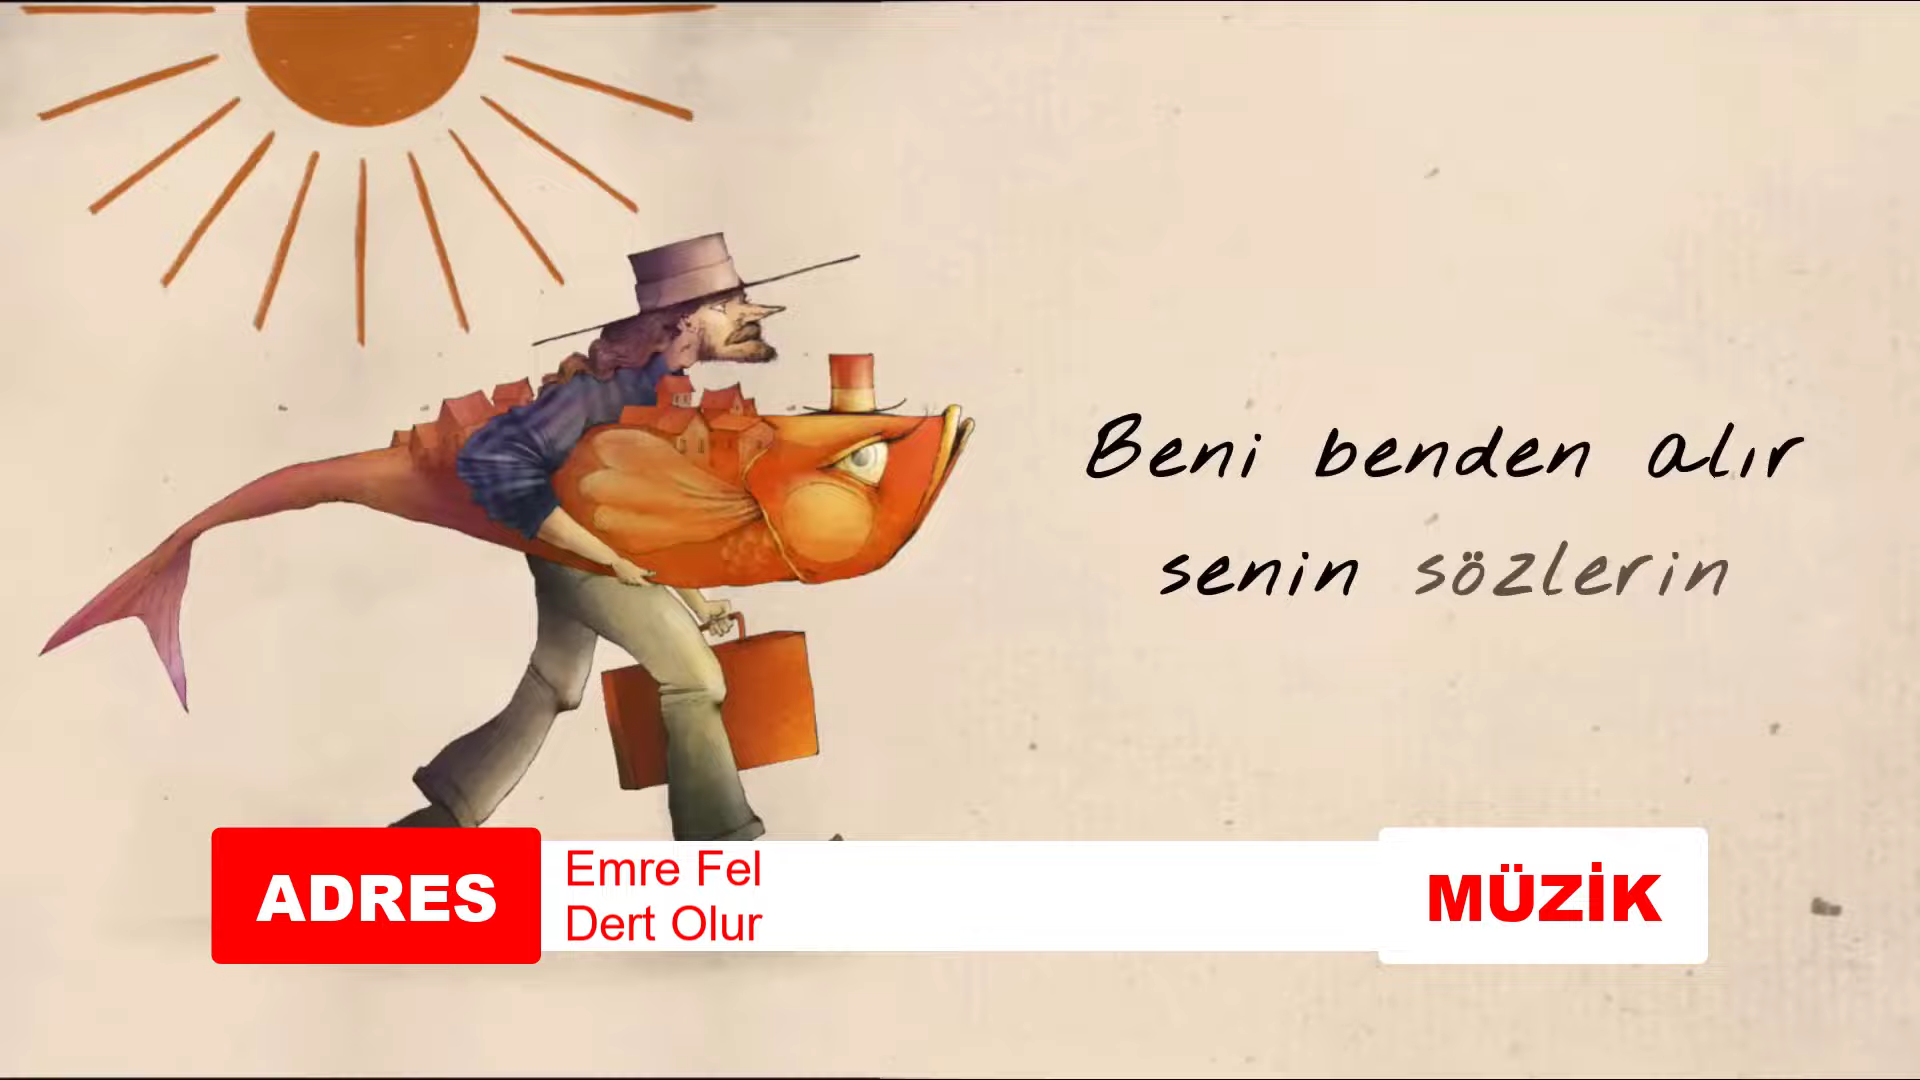 Beni benden alır
senin sözlerin
ADRES
Emre Fel
Dert Olur
MÜZİK